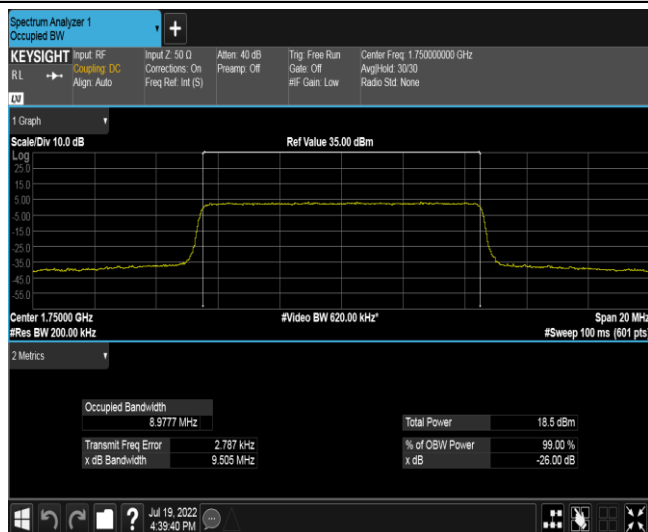 Spectrum Analyzer 1
Occupied BW
+
KEYSIGHT
RL
LXI
Input: RF
Coupling: DC
Align: Auto
Input Z: 50 Ω
Corrections: On
Freq Ref: Int (S)
Atten: 40 dB
Preamp: Off
Trig: Free Run
Gate: Off
#IF Gain: Low
Center Freq: 1.750000000 GHz
Avg|Hold: 30/30
Radio Std: None
1 Graph
Scale/Div 10.0 dB
Ref Value 35.00 dBm
Log
25.0
15.0
5.00
-5.00
-15.0
-25.0
-35.0
-45.0
-55.0
Center 1.75000 GHz
#Video BW 620.00 kHz*
Span 20 MHz
#Res BW 200.00 kHz
#Sweep 100 ms (601 pts)
2 Metrics
Occupied Bandwidth
8.9777 MHz
Total Power 18.5 dBm
Transmit Freq Error 2.787 kHz
% of OBW Power 99.00 %
x dB Bandwidth 9.505 MHz
x dB -26.00 dB
?
Jul 19, 2022
4:39:40 PM